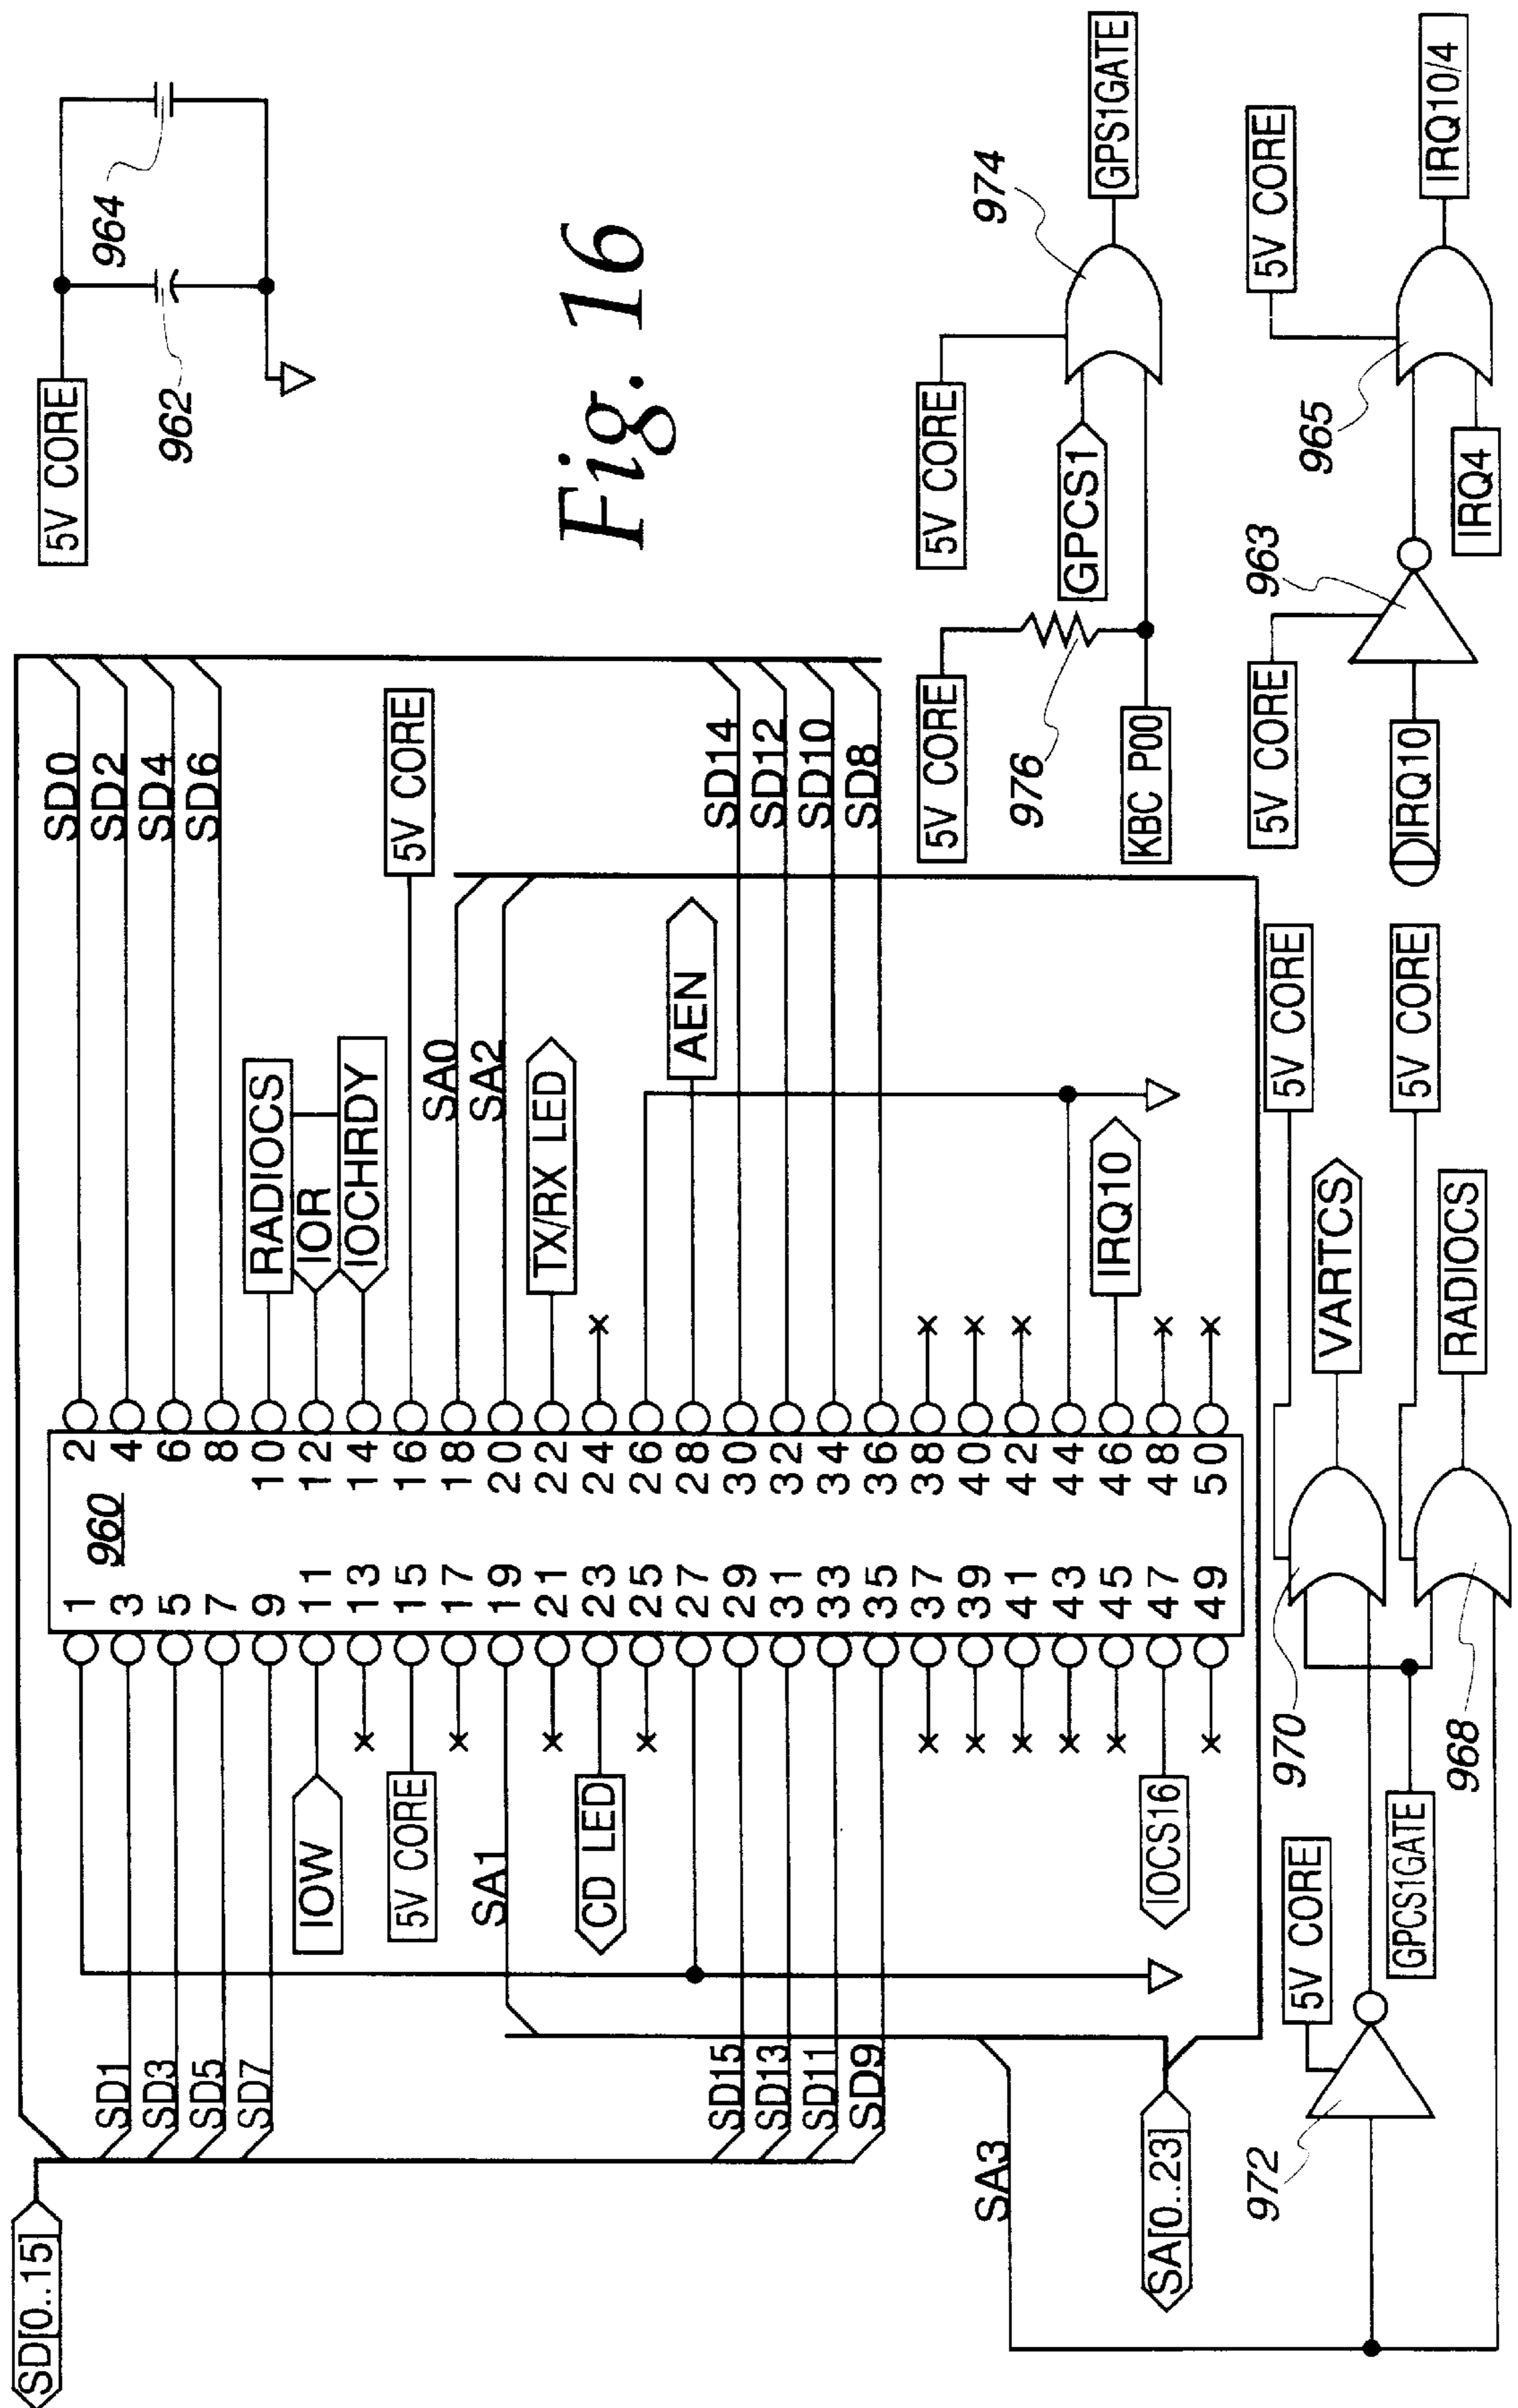 SD[0..15]
SD1
SD3
SD5
SD7
SD15
SD13
SD11
SD9
SA3
SA[0..23]
IOW
5V CORE
SA1
CD LED
IOCS16
960
1 2
3 4
5 6
7 8
9 10
11 12
13 14
15 16
17 18
19 20
21 22
23 24
25 26
27 28
29 30
31 32
33 34
35 36
37 38
39 40
41 42
43 44
45 46
47 48
49 50
SD0
SD2
SD4
SD6
RADIOCS
IOR
IOCHRDY
5V CORE
SA0
SA2
TX/RX LED
AEN
SD14
SD12
SD10
SD8
IRQ10
5V CORE
962
964
Fig. 16
5V CORE
5V CORE
976
GPCS1
KBC P00
974
GPS1GATE
5V CORE
IRQ10
963
5V CORE
965
IRQ4
IRQ10/4
972
5V CORE
GPCS1GATE
970
968
5V CORE
VARTCS
5V CORE
RADIOCS